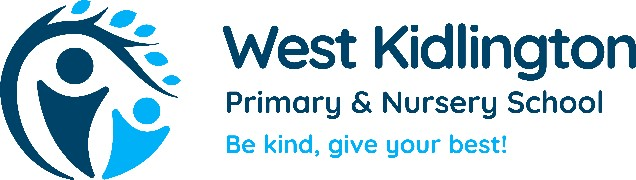 West Kidlington
Primary & Nursery School
Be kind, give your best!